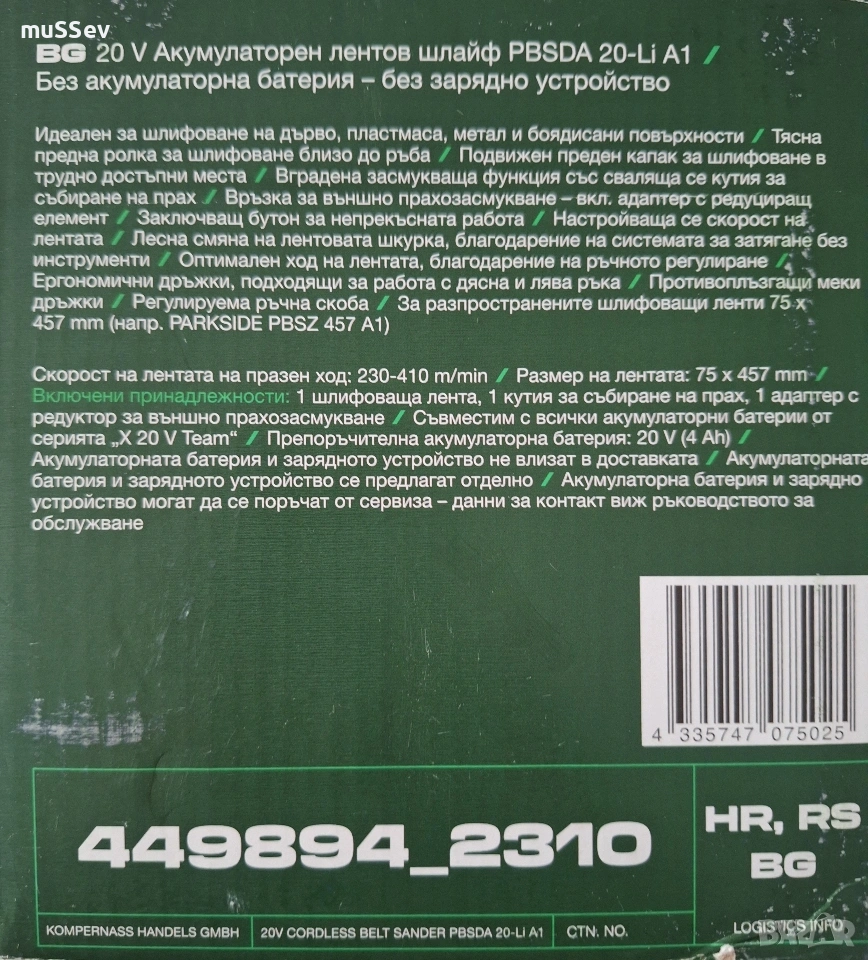 muSSev
BG 20 V Акумулаторен лентов шлайф PBSDA 20-Li A1 /
Без акумулаторна батерия – без зарядно устройство
Идеален за шлифоване на дърво, пластмаса, метал и боядисани повърхности / Тясна
предна ролка за шлифоване близо до ръба / Подвижен преден капак за шлифоване в
трудно достъпни места / Вградена засмукваща функция със сваляща се кутия за
събиране на прах / Връзка за външно прахозасмукване – вкл. адаптер с редуциращ
елемент / Заключващ бутон за непрекъсната работа / Настройваща се скорост на
лентата / Лесна смяна на лентовата шкурка, благодарение на системата за затягане без
инструменти / Оптимален ход на лентата, благодарение на ръчното регулиране /
Ергономични дръжки, подходящи за работа с дясна и лява ръка / Противоплъзгащи меки
дръжки / Регулируема ръчна скоба / За разпространените шлифоващи ленти 75 x
457 mm (напр. PARKSIDE PBSZ 457 A1)
Скорост на лентата на празен ход: 230-410 m/min / Размер на лентата: 75 x 457 mm /
Включени принадлежности: 1 шлифоваща лента, 1 кутия за събиране на прах, 1 адаптер с
редуктор за външно прахозасмукване / Съвместим с всички акумулаторни батерии от
серията „X 20 V Team“ / Препоръчителна акумулаторна батерия: 20 V (4 Ah) /
Акумулаторната батерия и зарядното устройство не влизат в доставката / Акумулаторната
батерия и зарядното устройство се предлагат отделно / Акумулаторна батерия и зарядно
устройство могат да се поръчат от сервиза – данни за контакт виж ръководството за
обслужване
4 335747 075025
449894_2310
HR, RS
BG
KOMPERNASS HANDELS GMBH
20V CORDLESS BELT SANDER PBSDA 20-Li A1
CTN. NO.
LOGISTICS INFO
BAZAR